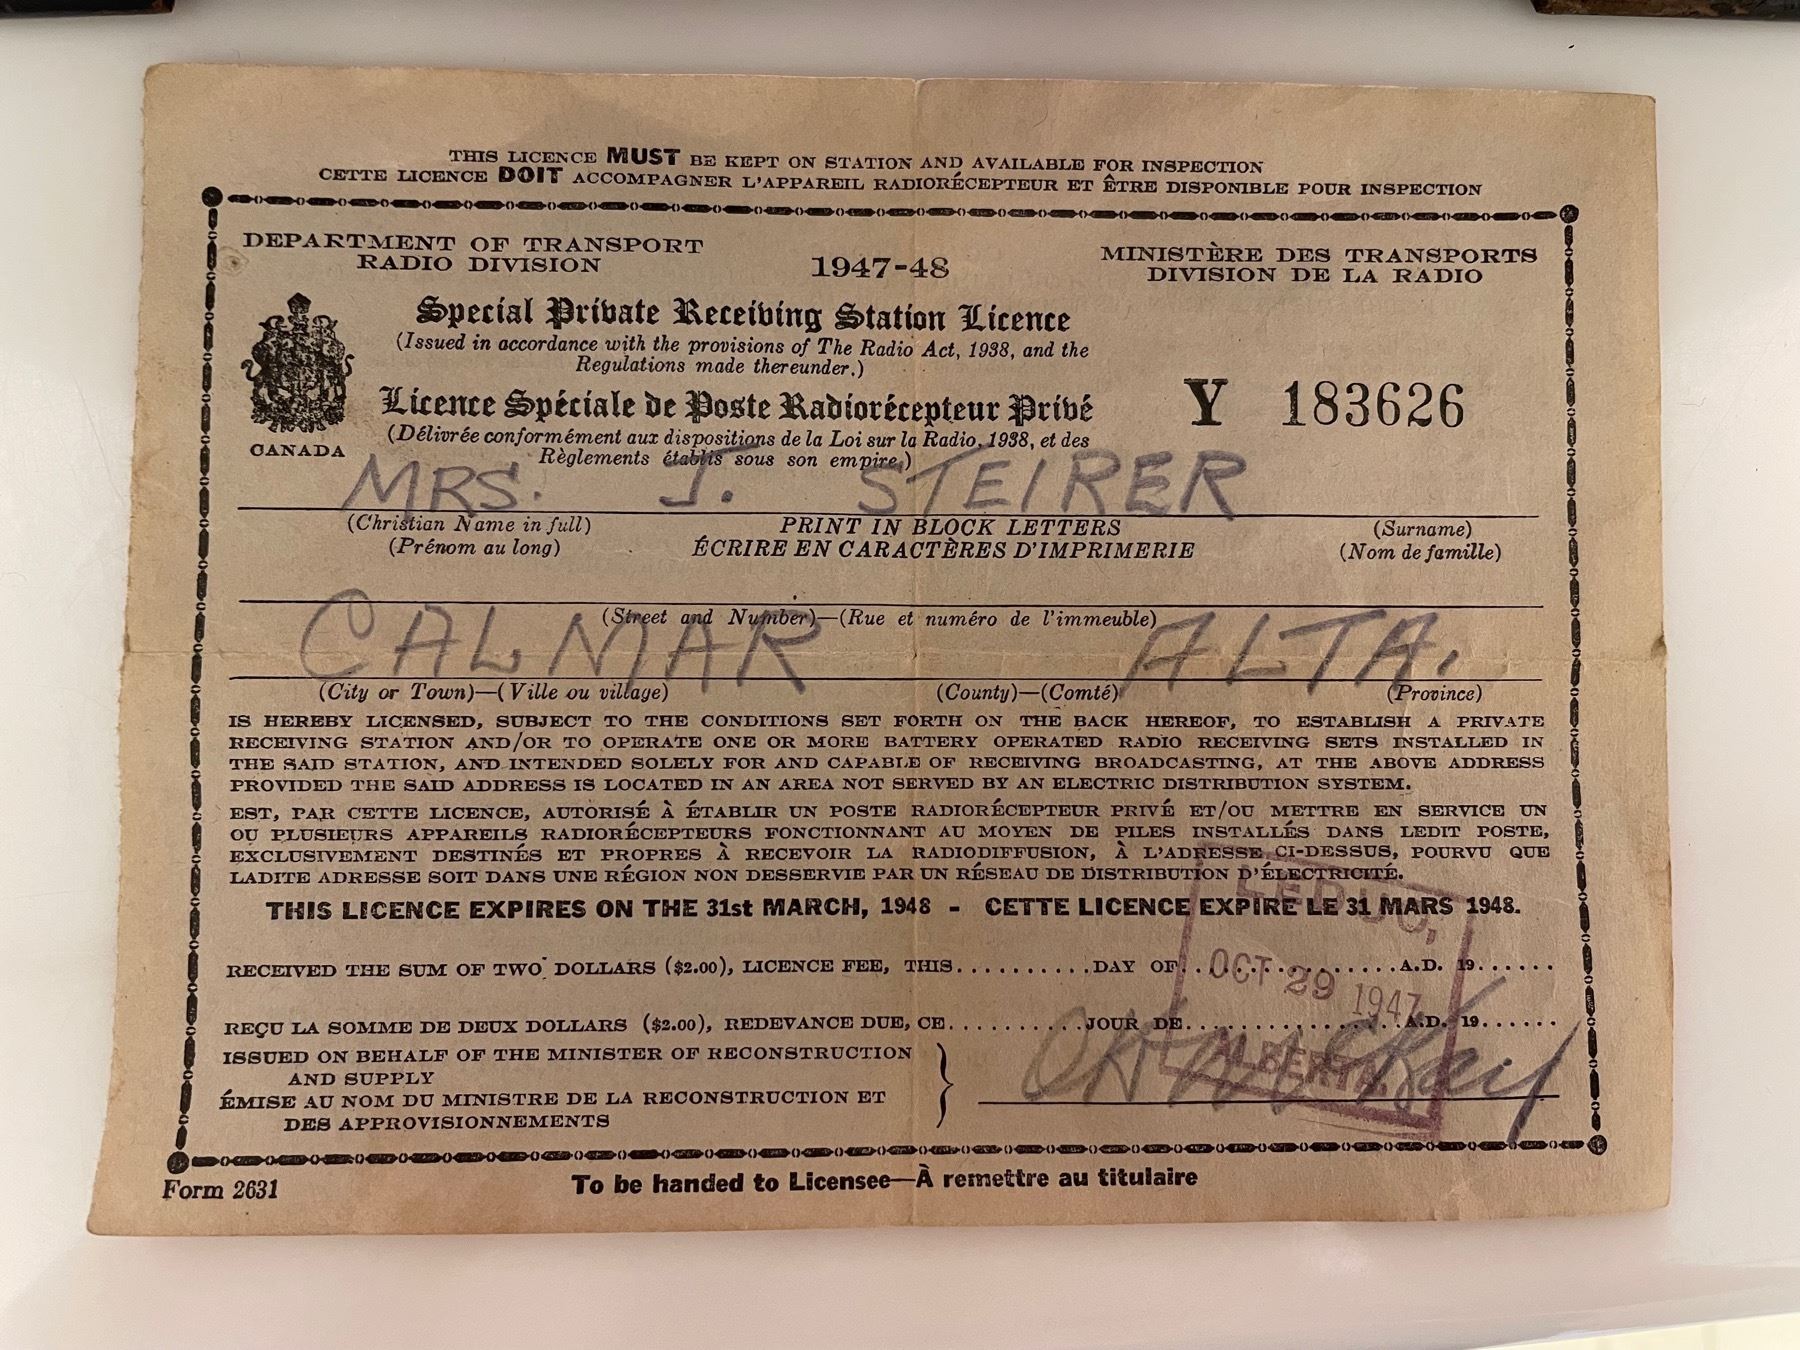 THIS LICENCE MUST BE KEPT ON STATION AND AVAILABLE FOR INSPECTION
CETTE LICENCE DOIT ACCOMPAGNER L'APPAREIL RADIORÉCEPTEUR ET ÊTRE DISPONIBLE POUR INSPECTION
DEPARTMENT OF TRANSPORT
RADIO DIVISION
1947-48
MINISTÈRE DES TRANSPORTS
DIVISION DE LA RADIO
Special Private Receiving Station Licence
(Issued in accordance with the provisions of The Radio Act, 1938, and the
Regulations made thereunder.)
Licence Spéciale de Poste Radiorécepteur Privé
Y 183626
(Délivrée conformément aux dispositions de la Loi sur la Radio, 1938, et des
Règlements établis sous son empire.)
CANADA
MRS. J. STEIRER
(Christian Name in full) PRINT IN BLOCK LETTERS (Surname)
(Prénom au long) ÉCRIRE EN CARACTÈRES D'IMPRIMERIE (Nom de famille)
(Street and Number)—(Rue et numéro de l'immeuble)
CALMAR ALTA.
(City or Town)—(Ville ou village) (County)—(Comté) (Province)
IS HEREBY LICENSED, SUBJECT TO THE CONDITIONS SET FORTH ON THE BACK HEREOF, TO ESTABLISH A PRIVATE
RECEIVING STATION AND/OR TO OPERATE ONE OR MORE BATTERY OPERATED RADIO RECEIVING SETS INSTALLED IN
THE SAID STATION, AND INTENDED SOLELY FOR AND CAPABLE OF RECEIVING BROADCASTING, AT THE ABOVE ADDRESS
PROVIDED THE SAID ADDRESS IS LOCATED IN AN AREA NOT SERVED BY AN ELECTRIC DISTRIBUTION SYSTEM.
EST, PAR CETTE LICENCE, AUTORISÉ À ÉTABLIR UN POSTE RADIORÉCEPTEUR PRIVÉ ET/OU METTRE EN SERVICE UN
OU PLUSIEURS APPAREILS RADIORÉCEPTEURS FONCTIONNANT AU MOYEN DE PILES INSTALLÉS DANS LEDIT POSTE,
EXCLUSIVEMENT DESTINÉS ET PROPRES À RECEVOIR LA RADIODIFFUSION, À L'ADRESSE CI-DESSUS, POURVU QUE
LADITE ADRESSE SOIT DANS UNE RÉGION NON DESSERVIE PAR UN RÉSEAU DE DISTRIBUTION D'ÉLECTRICITÉ.
THIS LICENCE EXPIRES ON THE 31st MARCH, 1948 - CETTE LICENCE EXPIRE LE 31 MARS 1948.
LEDUC,
RECEIVED THE SUM OF TWO DOLLARS ($2.00), LICENCE FEE, THIS..........DAY OF................A.D. 19......
OCT 29 1947
REÇU LA SOMME DE DEUX DOLLARS ($2.00), REDEVANCE DUE, CE..........JOUR DE................A.D. 19......
ALBERTA.
ISSUED ON BEHALF OF THE MINISTER OF RECONSTRUCTION
AND SUPPLY
ÉMISE AU NOM DU MINISTRE DE LA RECONSTRUCTION ET
DES APPROVISIONNEMENTS
Form 2631
To be handed to Licensee—À remettre au titulaire